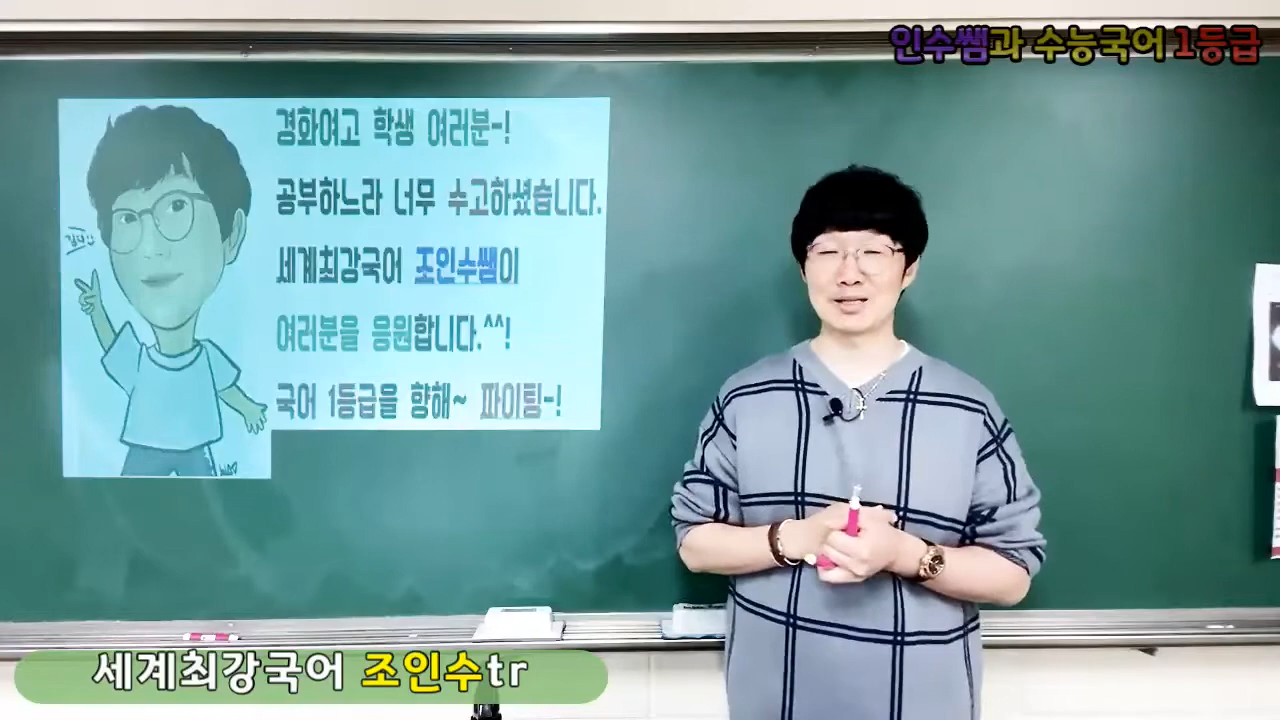 인수쌤과 수능국어 1등급
경화여고 학생 여러분~!
공부하느라 너무 수고하셨습니다.
세계최강국어 조인수쌤이
여러분을 응원합니다.^^!
국어 1등급을 향해~ 파이팅~!
세계최강국어 조인수tr